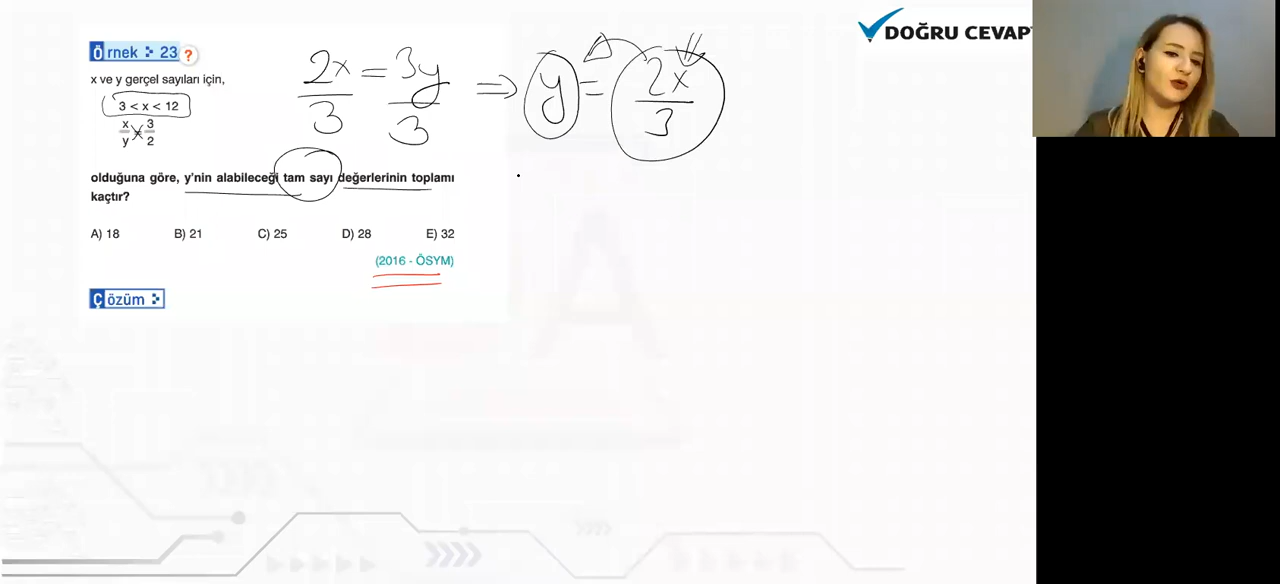 DOĞRU CEVAP
Örnek 23 ?
x ve y gerçel sayıları için,
3 < x < 12
x/y = 3/2
olduğuna göre, y'nin alabileceği tam sayı değerlerinin toplamı
kaçtır?
A) 18 B) 21 C) 25 D) 28 E) 32
(2016 - ÖSYM)
Çözüm
2x/3 = 3y/3 ⇒ y = 2x/3